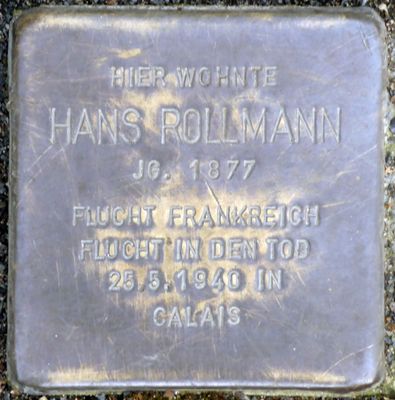 HIER WOHNTE
HANS ROLLMANN
JG. 1877
FLUCHT FRANKREICH
FLUCHT IN DEN TOD
25.5.1940 IN
CALAIS